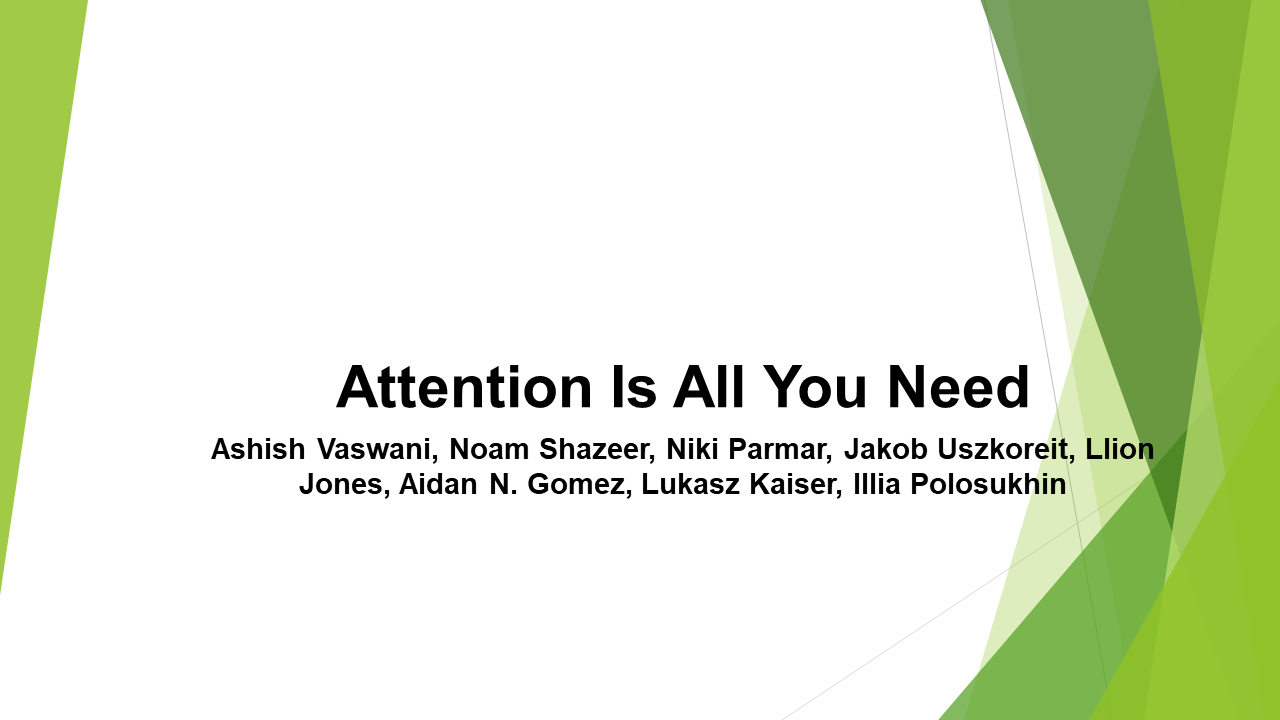 Attention Is All You Need
Ashish Vaswani, Noam Shazeer, Niki Parmar, Jakob Uszkoreit, Llion
Jones, Aidan N. Gomez, Lukasz Kaiser, Illia Polosukhin